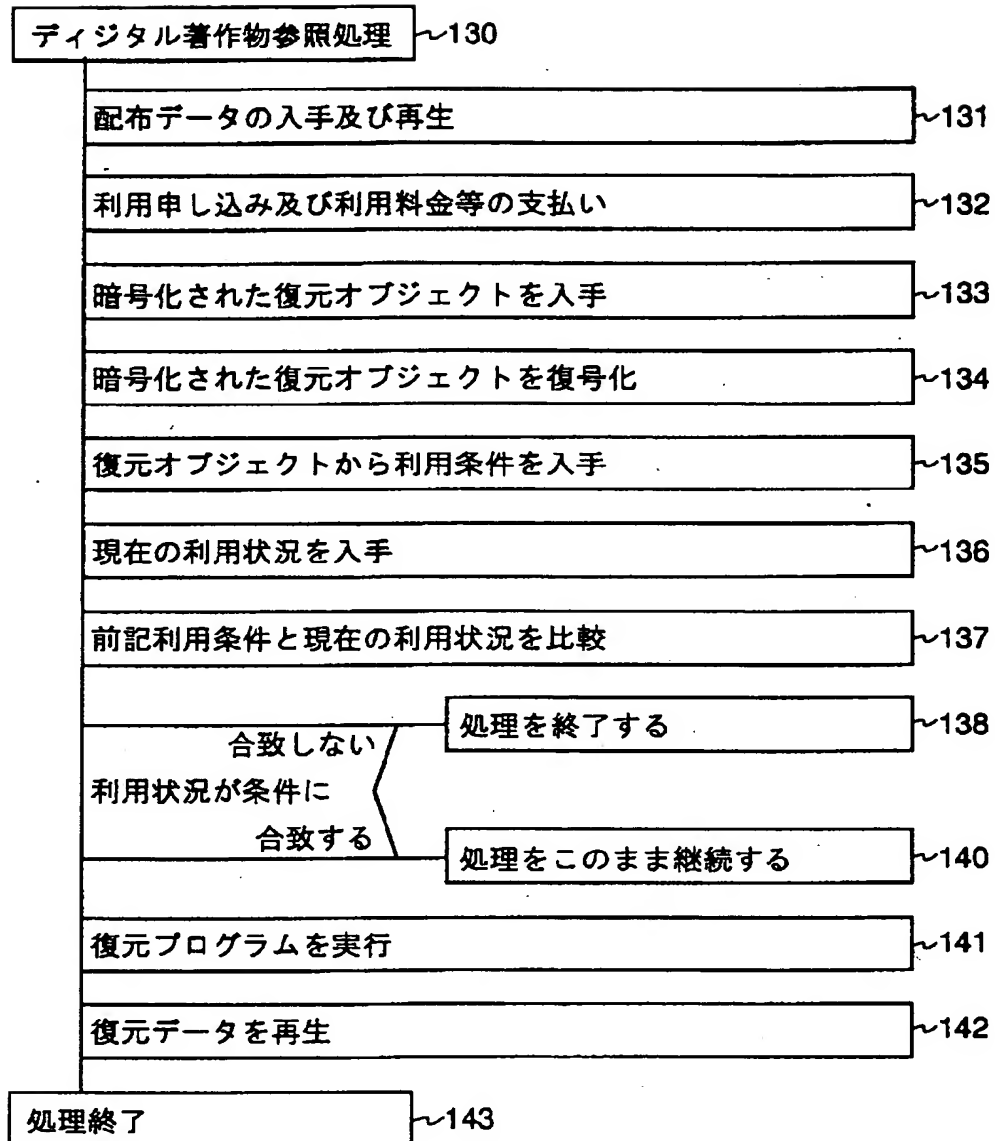 ディジタル著作物参照処理 ~130
配布データの入手及び再生 ~131
利用申し込み及び利用料金等の支払い ~132
暗号化された復元オブジェクトを入手 ~133
暗号化された復元オブジェクトを復号化 ~134
復元オブジェクトから利用条件を入手 ~135
現在の利用状況を入手 ~136
前記利用条件と現在の利用状況を比較 ~137
処理を終了する ~138
合致しない
利用状況が条件に
合致する
処理をこのまま継続する ~140
復元プログラムを実行 ~141
復元データを再生 ~142
処理終了 ~143